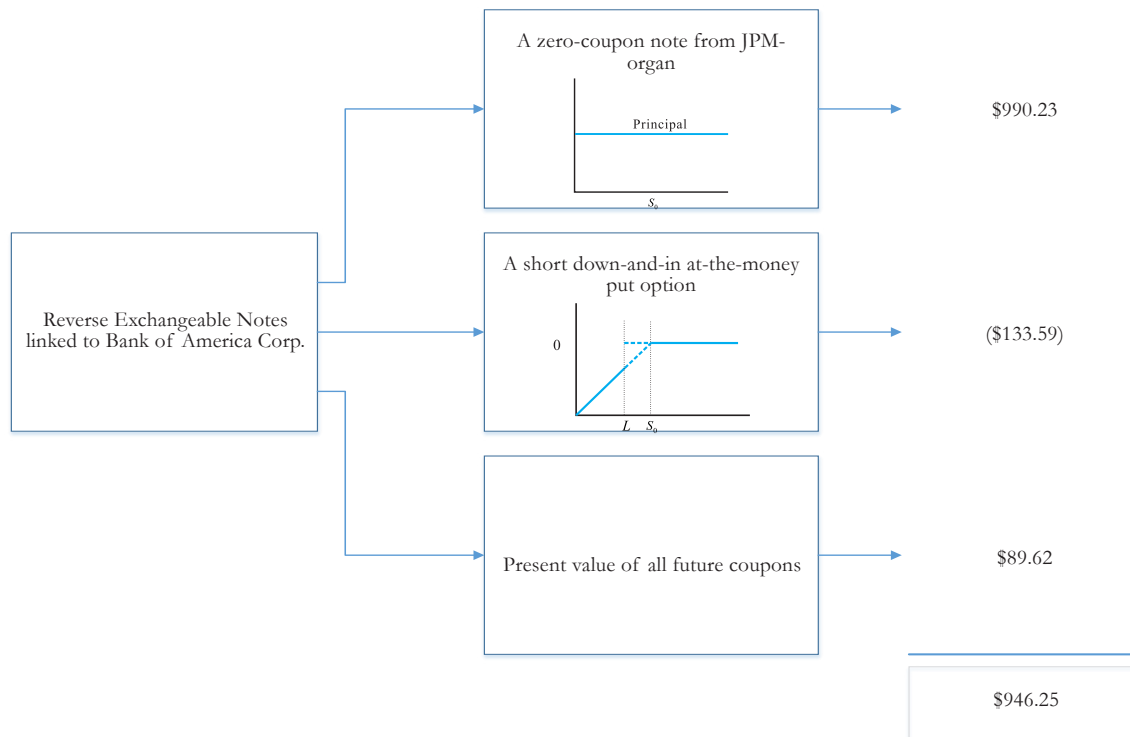 A zero-coupon note from JPM-
organ
Principal
S₀
$990.23
Reverse Exchangeable Notes
linked to Bank of America Corp.
A short down-and-in at-the-money
put option
0
L S₀
($133.59)
Present value of all future coupons
$89.62
$946.25